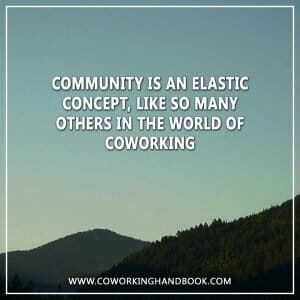 COMMUNITY IS AN ELASTIC
CONCEPT, LIKE SO MANY
OTHERS IN THE WORLD OF
COWORKING
WWW.COWORKINGHANDBOOK.COM